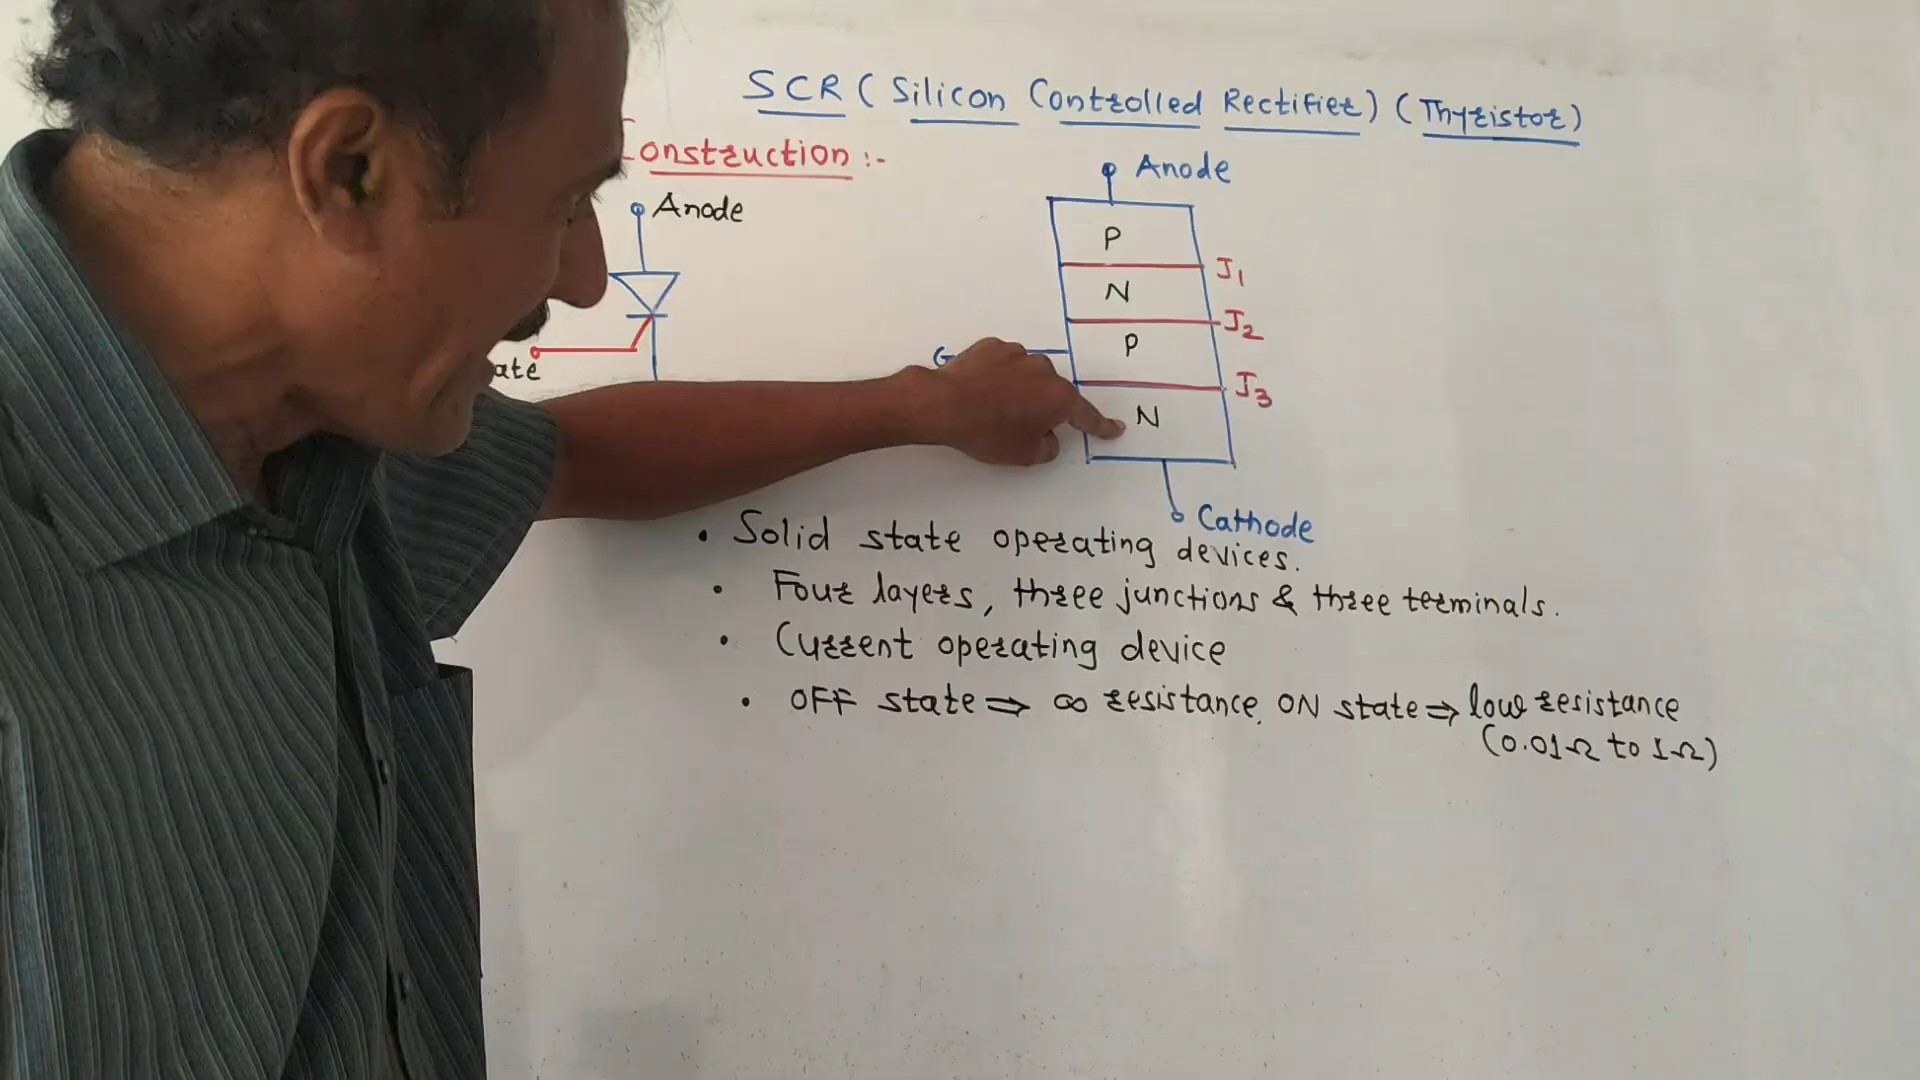 SCR (Silicon Controlled Rectifier) (Thyristor)
Construction :-
Anode
Anode
P
J1
N
J2
P
J3
N
Cathode
• Solid state operating devices.
• Four layers, three junctions & three terminals.
• Current operating device
• OFF state ⇒ ∞ resistance, ON state ⇒ low resistance
(0.01Ω to 1Ω)